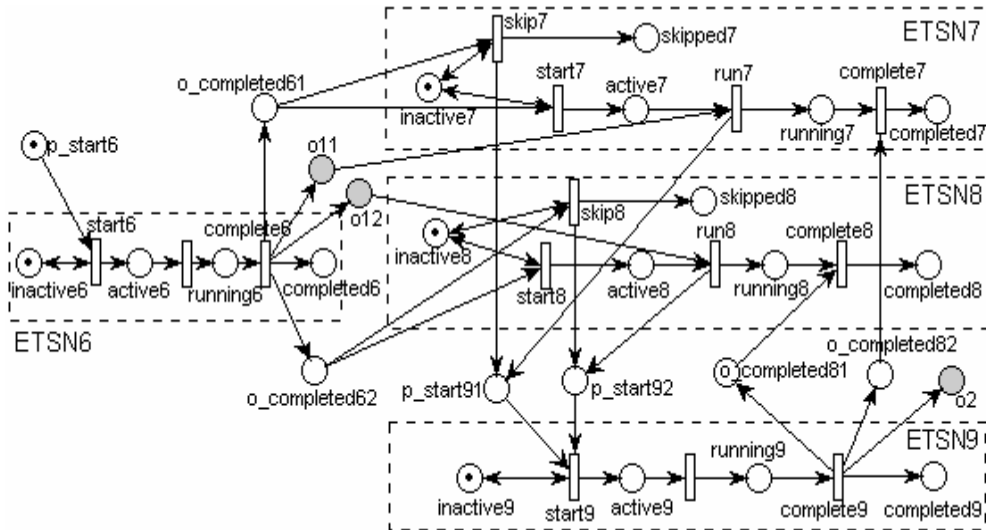 skip7
ETSN7
skipped7
o_completed61
start7
active7
run7
complete7
inactive7
running7
completed7
p_start6
o11
o12
ETSN8
skipped8
skip8
start6
complete6
run8
complete8
inactive8
inactive6
active6
running6
completed6
start8
active8
running8
completed8
ETSN6
o_completed82
o_completed62
p_start91
p_start92
o_completed81
o2
ETSN9
running9
inactive9
start9
active9
complete9
completed9